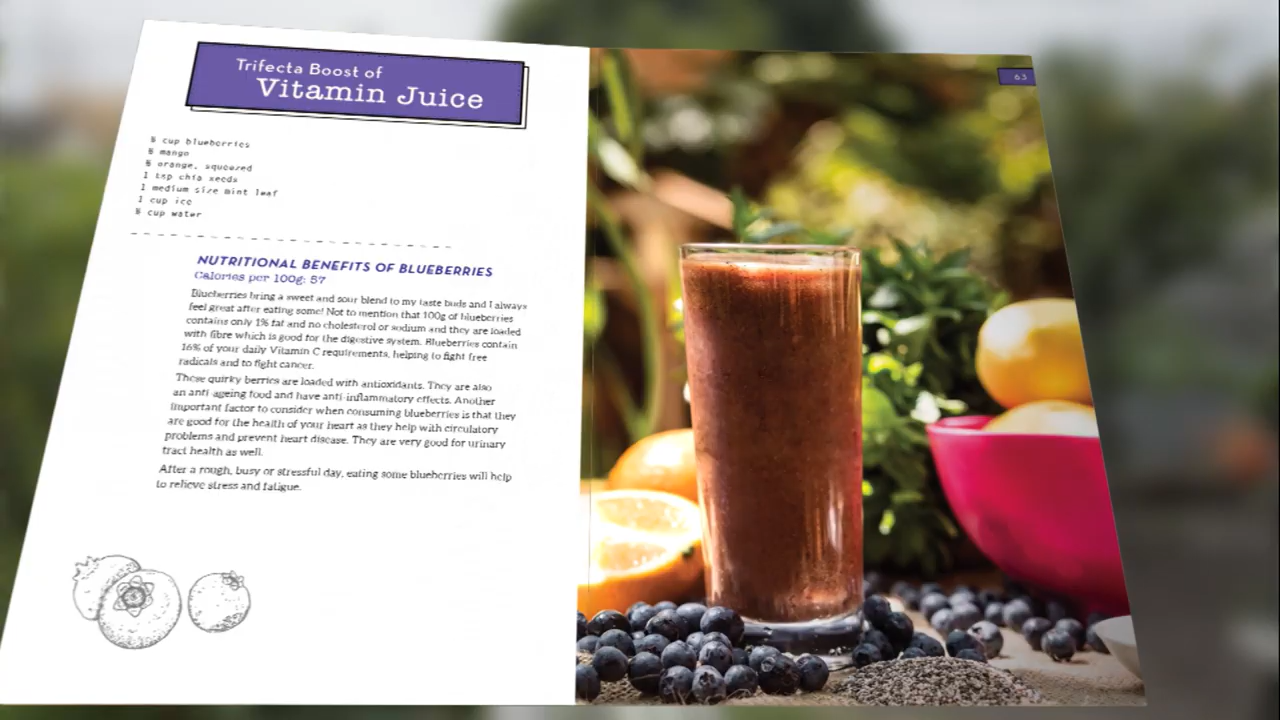 Trifecta Boost of
Vitamin Juice
63
½ cup blueberries
½ mango
½ orange, squeezed
1 tsp chia seeds
1 medium size mint leaf
1 cup ice
½ cup water
NUTRITIONAL BENEFITS OF BLUEBERRIES
Calories per 100g: 57
Blueberries bring a sweet and sour blend to my taste buds and I always
feel great after eating some! Not to mention that 100g of blueberries
contains only 1% fat and no cholesterol or sodium and they are loaded
with fibre which is good for the digestive system. Blueberries contain
16% of your daily Vitamin C requirements, helping to fight free
radicals and to fight cancer.
These quirky berries are loaded with antioxidants. They are also
an anti ageing food and have anti-inflammatory effects. Another
important factor to consider when consuming blueberries is that they
are good for the health of your heart as they help with circulatory
problems and prevent heart disease. They are very good for urinary
tract health as well.
After a rough, busy or stressful day, eating some blueberries will help
to relieve stress and fatigue.